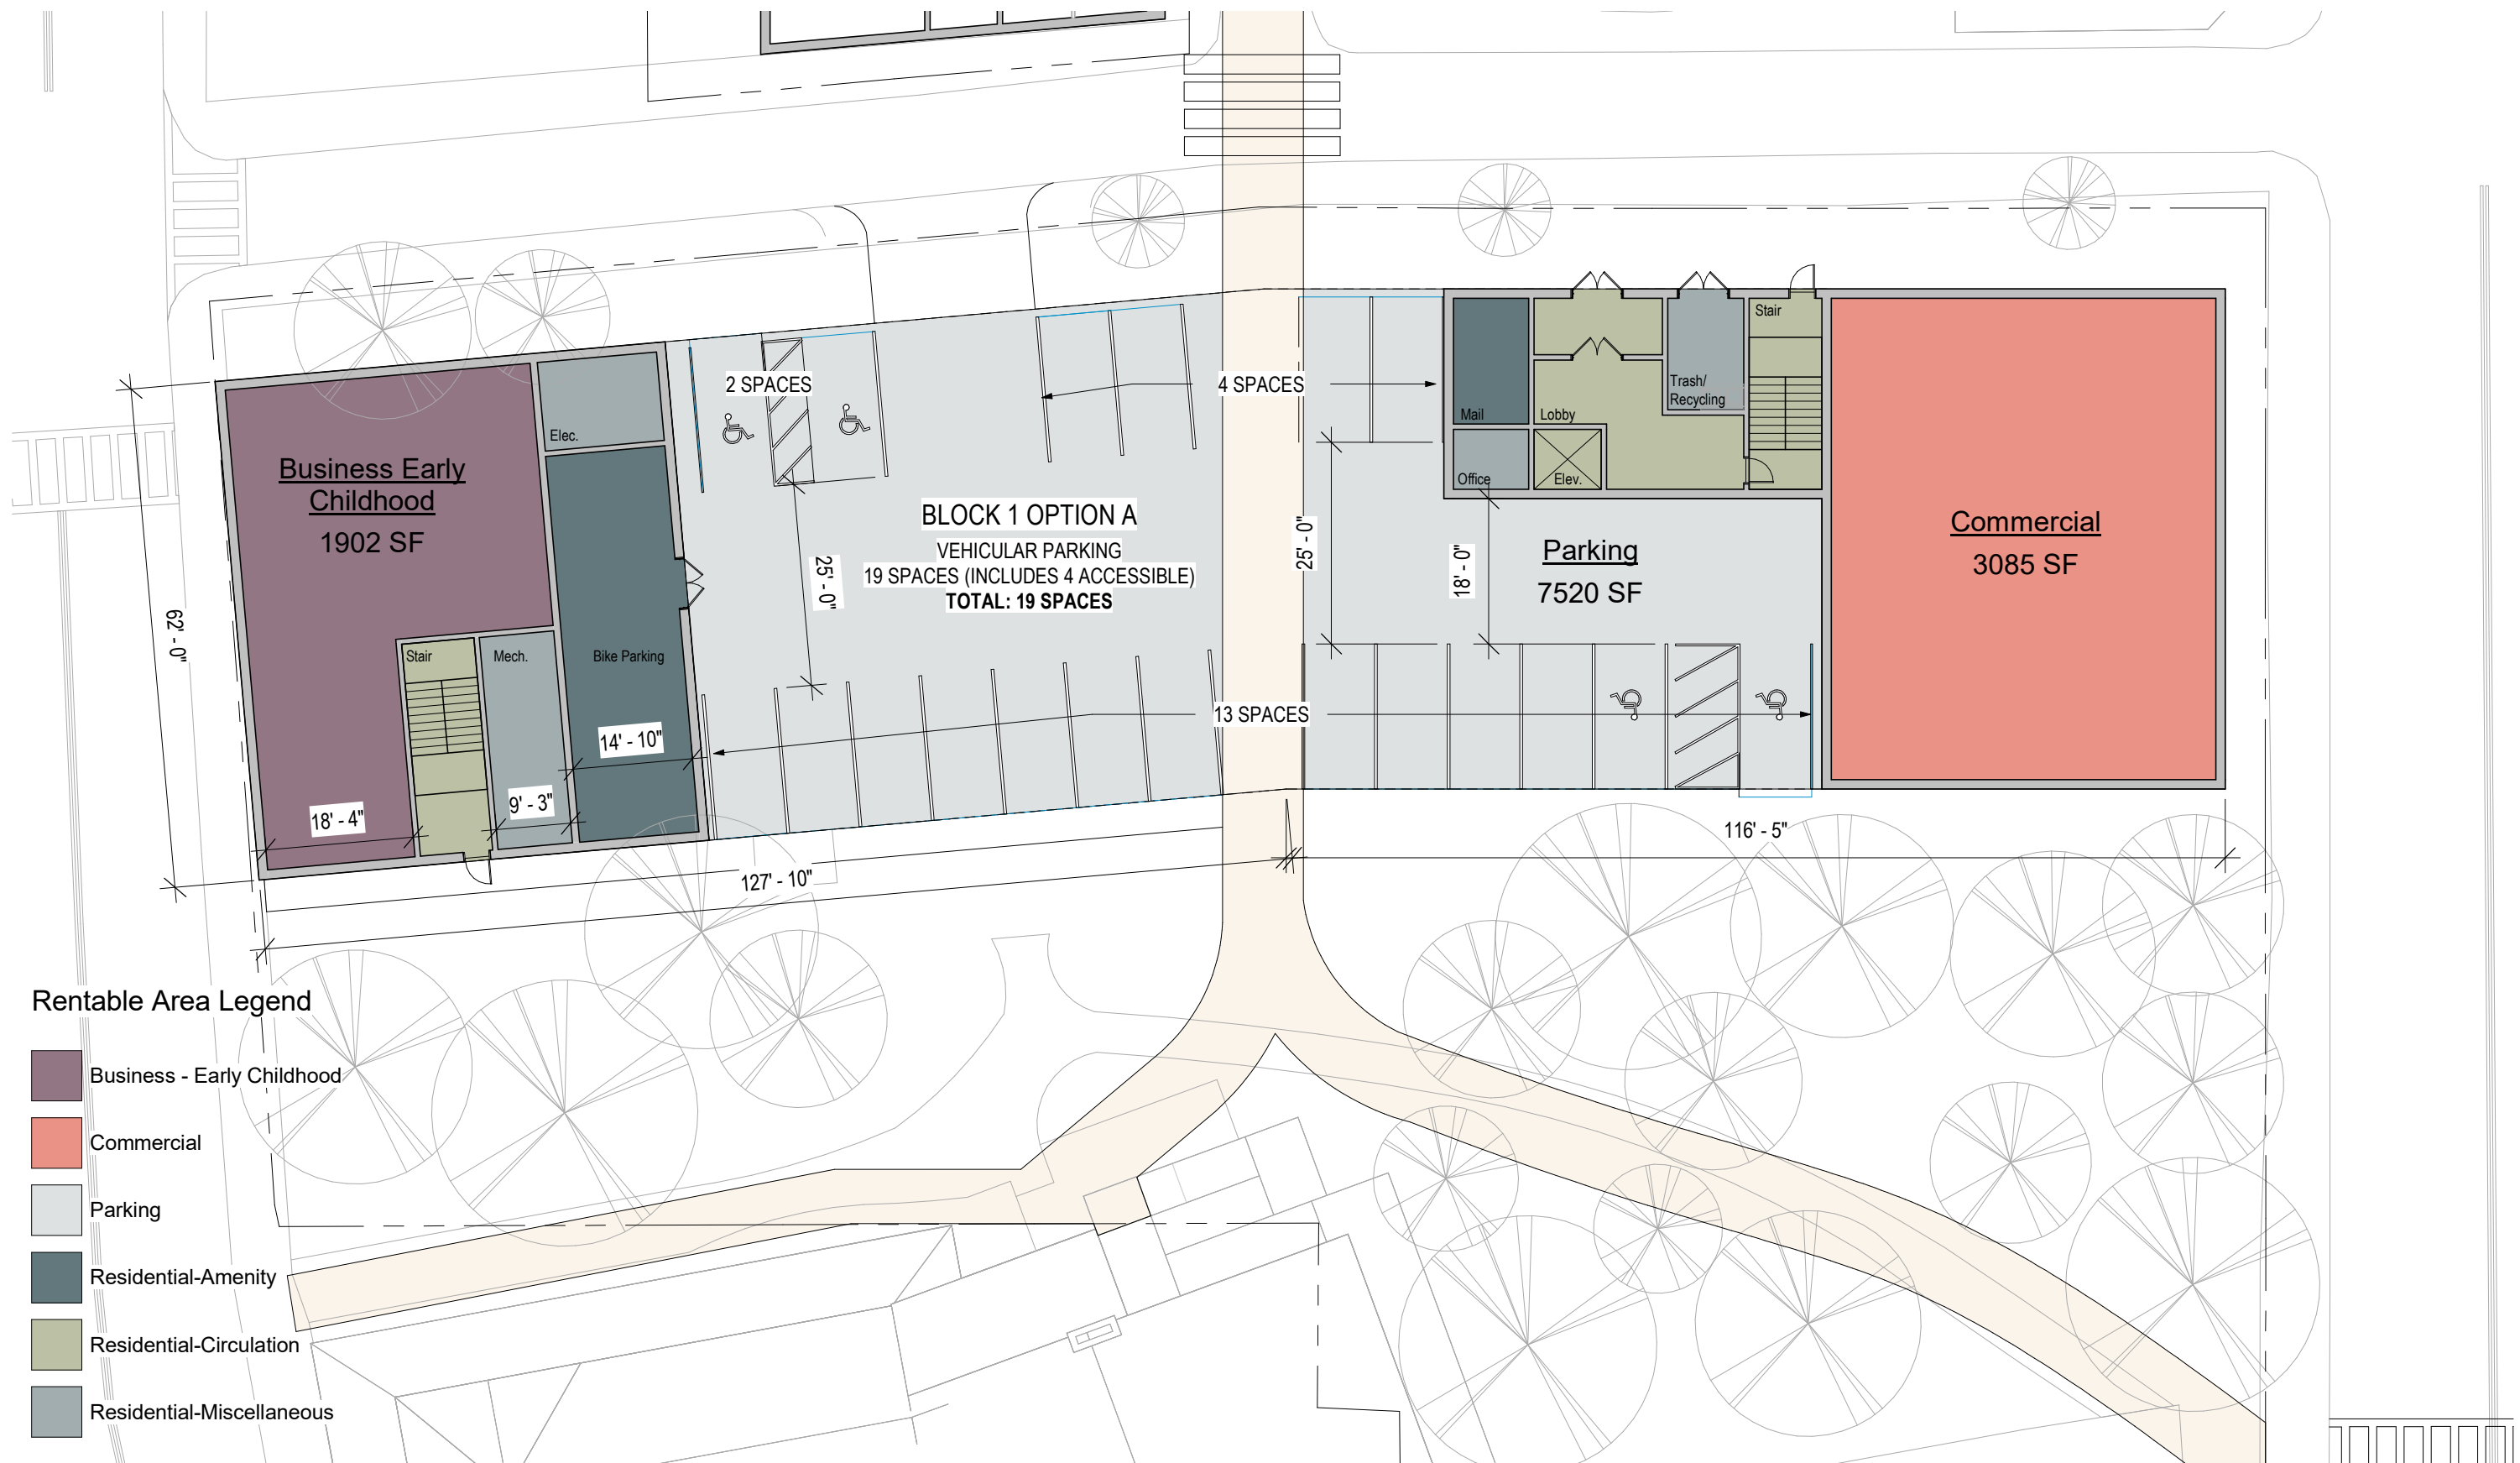 2 SPACES
4 SPACES
Stair
Trash/
Recycling
Mail
Lobby
Elec.
Office
Elev.
Business Early
Childhood
1902 SF
BLOCK 1 OPTION A
VEHICULAR PARKING
19 SPACES (INCLUDES 4 ACCESSIBLE)
TOTAL: 19 SPACES
25' - 0"
25' - 0"
18' - 0"
Parking
7520 SF
Commercial
3085 SF
62' - 0"
Stair
Mech.
Bike Parking
13 SPACES
14' - 10"
9' - 3"
18' - 4"
116' - 5"
127' - 10"
Rentable Area Legend
Business - Early Childhood
Commercial
Parking
Residential-Amenity
Residential-Circulation
Residential-Miscellaneous